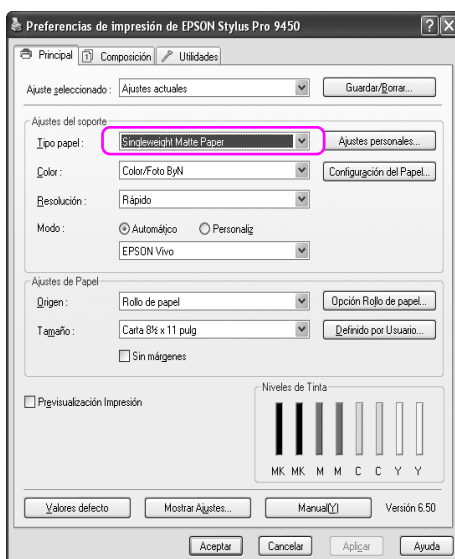 Preferencias de impresión de EPSON Stylus Pro 9450
Principal Composición Utilidades
Ajuste seleccionado : Ajustes actuales Guardar/Borrar...
Ajustes del soporte
Tipo papel : Singleweight Matte Paper Ajustes personales...
Color : Color/Foto ByN Configuración del Papel...
Resolución : Rápido
Modo : Automático Personaliz
EPSON Vivo
Ajustes de Papel
Origen : Rollo de papel Opción Rollo de papel...
Tamaño : Carta 8½ x 11 pulg Definido por Usuario...
Sin márgenes
Previsualización Impresión
Niveles de Tinta
MK MK M M C C Y Y
Valores defecto Mostrar Ajustes... Manual(Y) Versión 6.50
Aceptar Cancelar Aplicar Ayuda